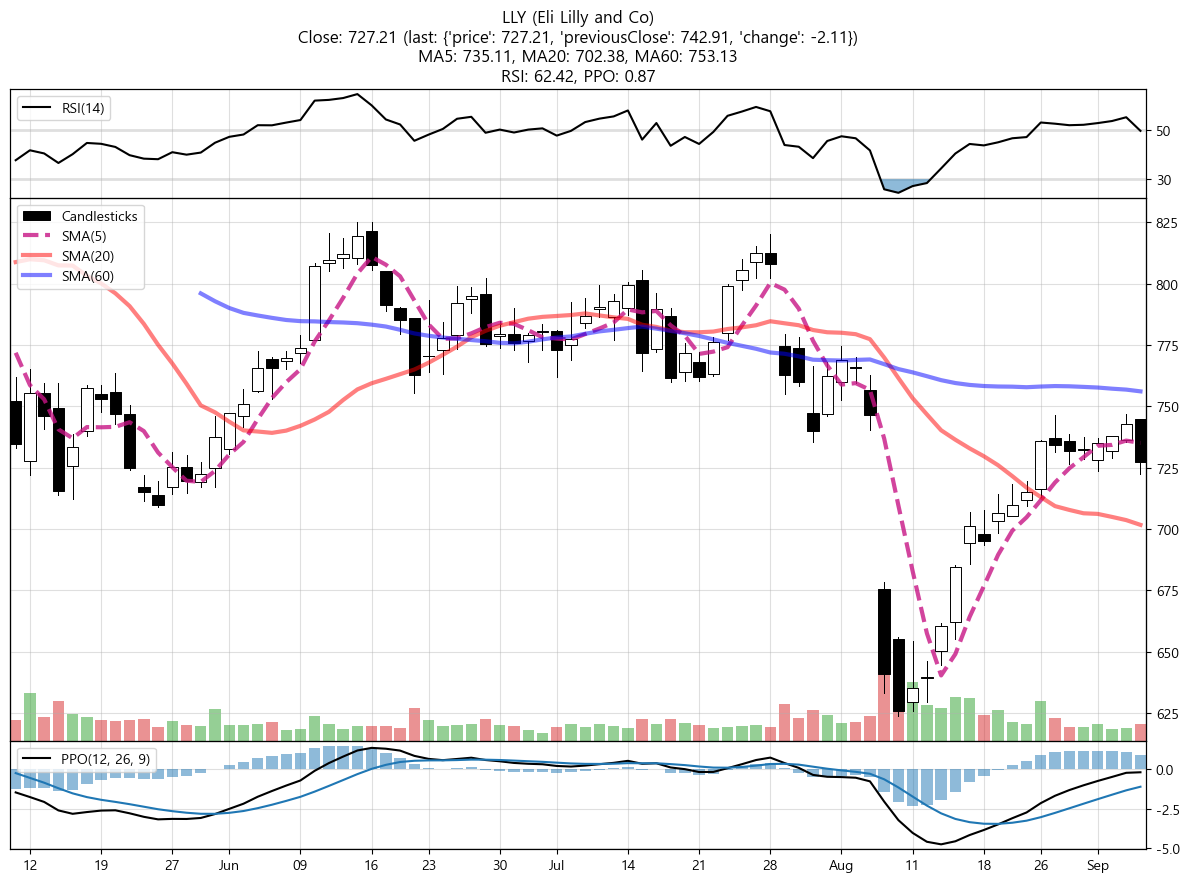 LLY (Eli Lilly and Co)
Close: 727.21 (last: {'price': 727.21, 'previousClose': 742.91, 'change': -2.11})
MA5: 735.11, MA20: 702.38, MA60: 753.13
RSI: 62.42, PPO: 0.87
RSI(14)
50
30
Candlesticks
SMA(5)
SMA(20)
SMA(60)
825
800
775
750
725
700
675
650
625
PPO(12, 26, 9)
0.0
-2.5
-5.0
12 19 27 Jun 09 16 23 30 Jul 14 21 28 Aug 11 18 26 Sep